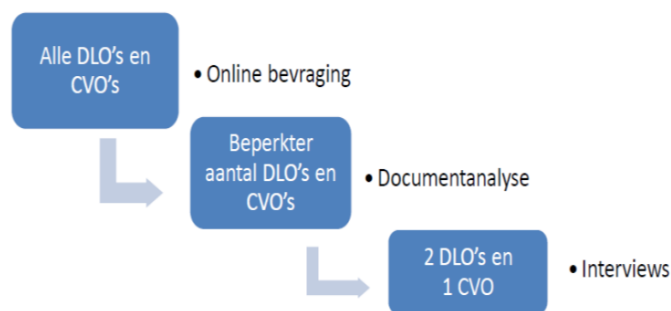 Alle DLO's en
CVO's
• Online bevraging
Beperkter
aantal DLO's en
CVO's
• Documentanalyse
2 DLO's en
1 CVO
• Interviews